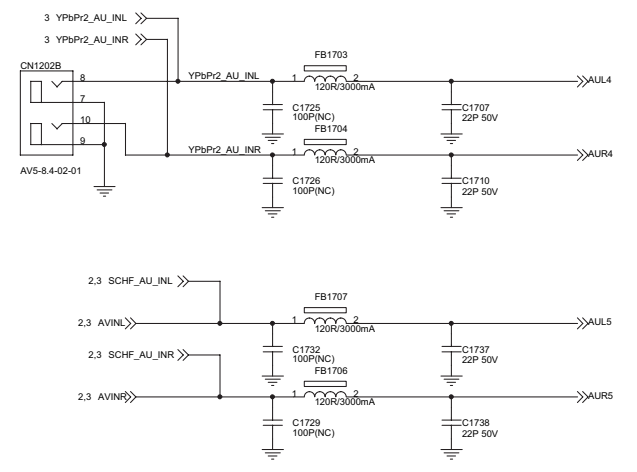 3 YPbPr2_AU_INL
3 YPbPr2_AU_INR
FB1703
CN1202B
8
YPbPr2_AU_INL
1
2
AUL4
120R/3000mA
7
C1725
100P(NC)
C1707
22P 50V
10
FB1704
9
YPbPr2_AU_INR
1
2
AUR4
120R/3000mA
AV5-8.4-02-01
C1726
100P(NC)
C1710
22P 50V
2,3 SCHF_AU_INL
FB1707
2,3 AVINL
1
2
AUL5
120R/3000mA
2,3 SCHF_AU_INR
C1732
100P(NC)
C1737
22P 50V
FB1706
2,3 AVINR
1
2
AUR5
120R/3000mA
C1729
100P(NC)
C1738
22P 50V